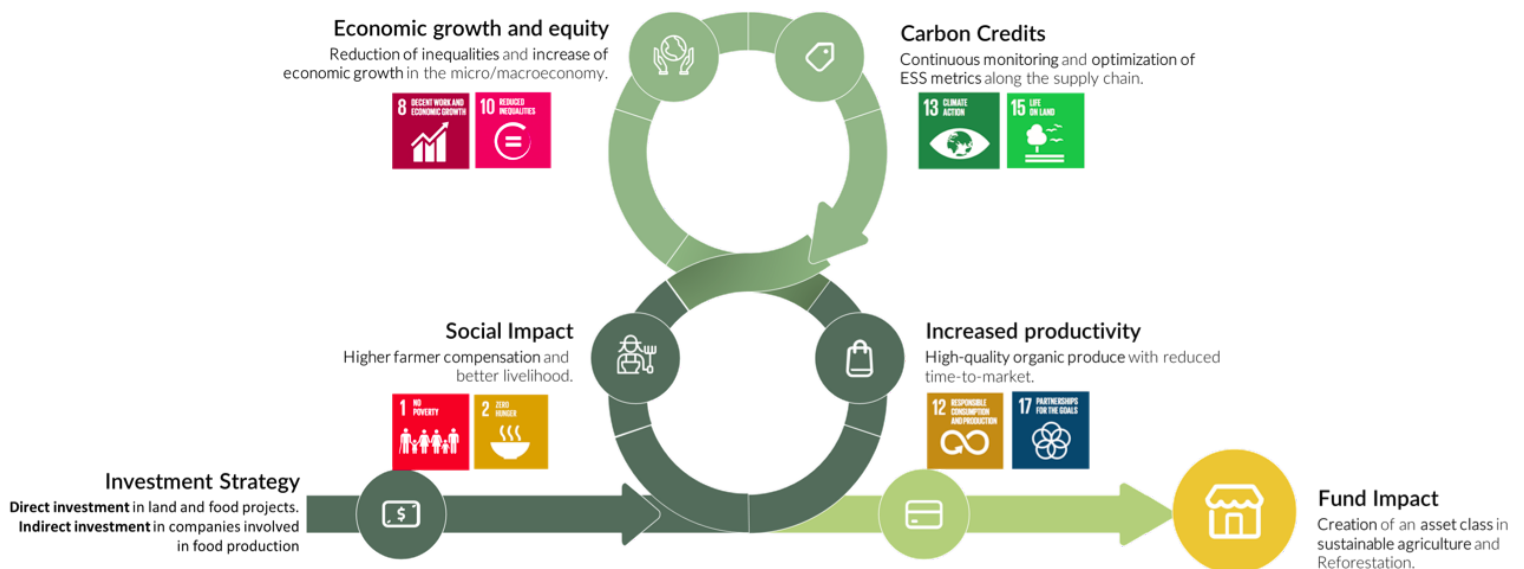 Economic growth and equity
Reduction of inequalities and increase of
economic growth in the micro/macroeconomy.
8 DECENT WORK AND
ECONOMIC GROWTH
10 REDUCED
INEQUALITIES
Carbon Credits
Continuous monitoring and optimization of
ESS metrics along the supply chain.
13 CLIMATE
ACTION
15 LIFE
ON LAND
Social Impact
Higher farmer compensation and
better livelihood.
1 NO
POVERTY
2 ZERO
HUNGER
Increased productivity
High-quality organic produce with reduced
time-to-market.
12 RESPONSIBLE
CONSUMPTION
AND PRODUCTION
17 PARTNERSHIPS
FOR THE GOALS
Investment Strategy
Direct investment in land and food projects.
Indirect investment in companies involved
in food production
$
Fund Impact
Creation of an asset class in
sustainable agriculture and
Reforestation.